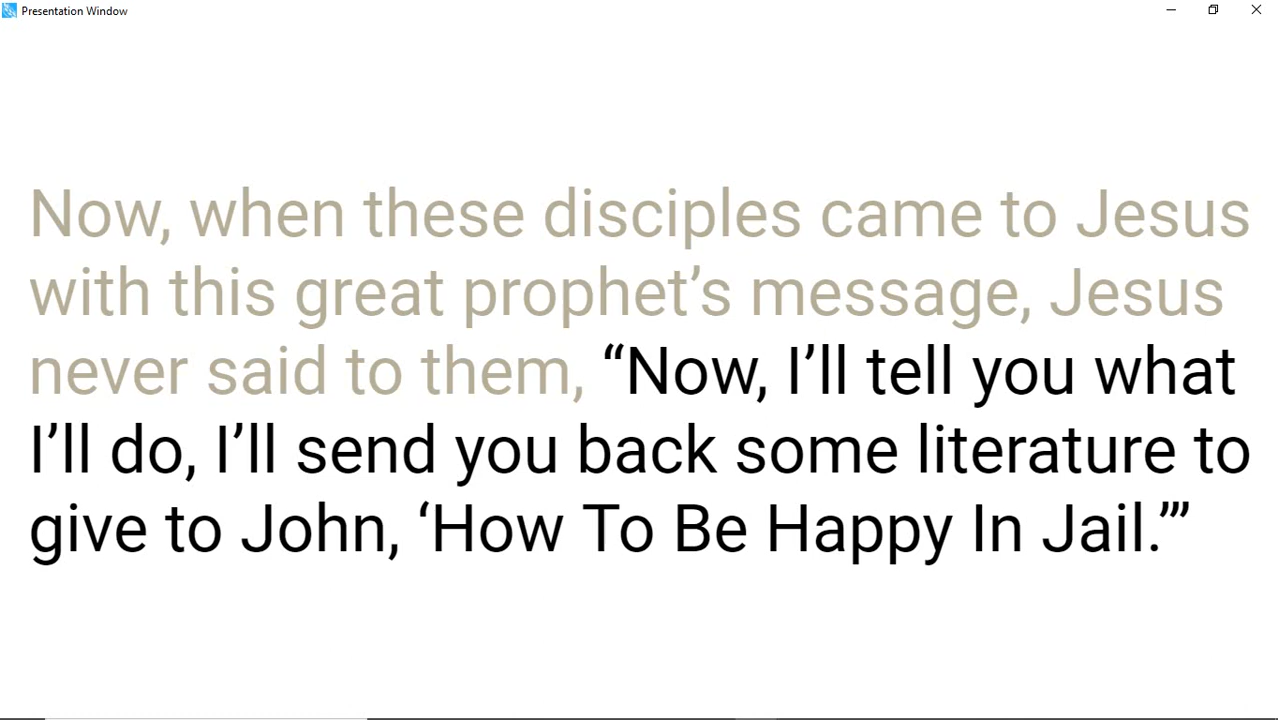 Presentation Window
Now, when these disciples came to Jesus
with this great prophet’s message, Jesus
never said to them, “Now, I’ll tell you what
I’ll do, I’ll send you back some literature to
give to John, ‘How To Be Happy In Jail.’”